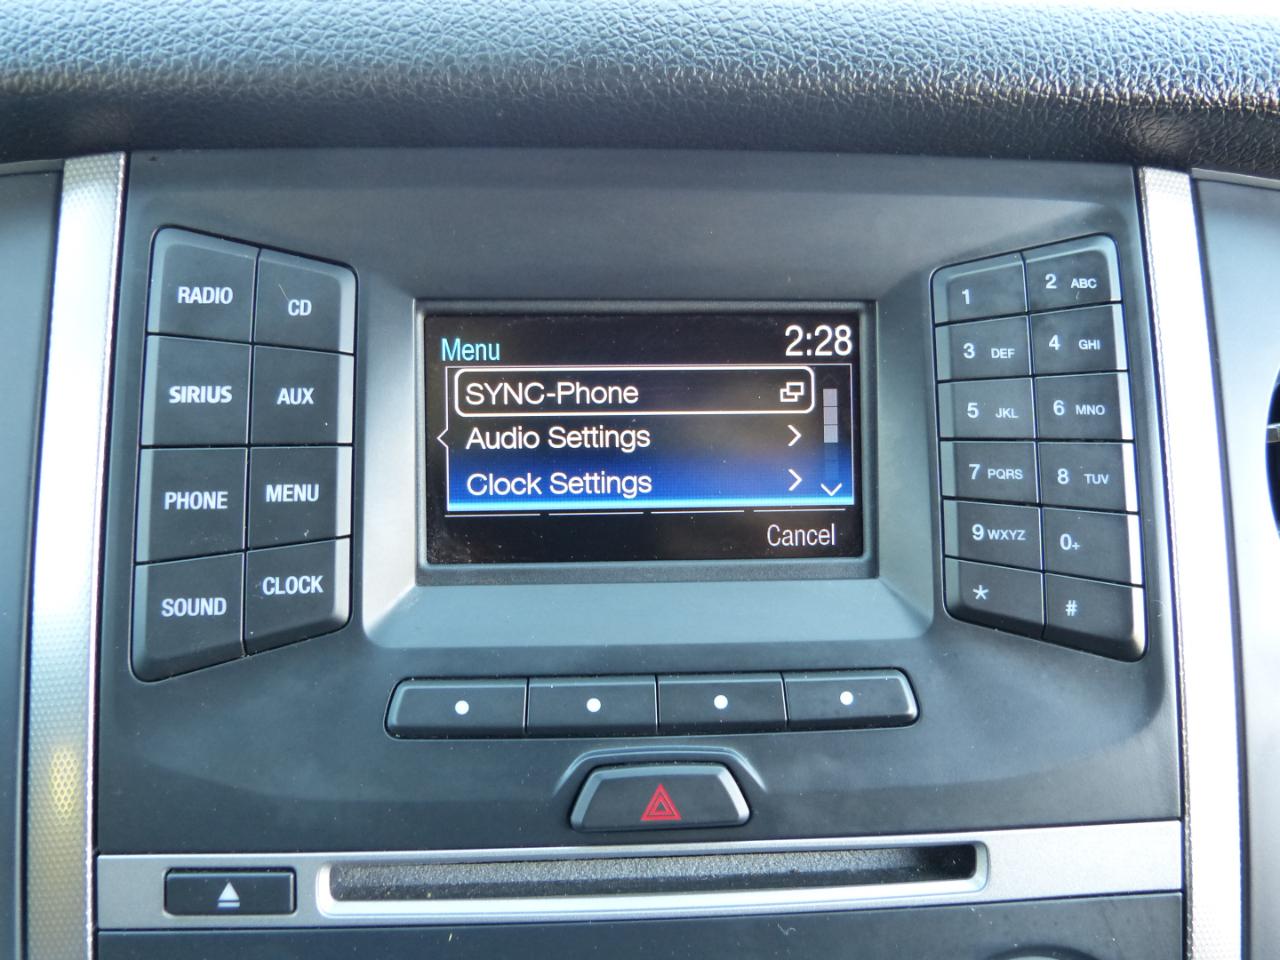 RADIO
CD
SIRIUS
AUX
PHONE
MENU
SOUND
CLOCK
Menu
2:28
SYNC-Phone
Audio Settings
Clock Settings
Cancel
1
2 ABC
3 DEF
4 GHI
5 JKL
6 MNO
7 PQRS
8 TUV
9 WXYZ
0+
*
#